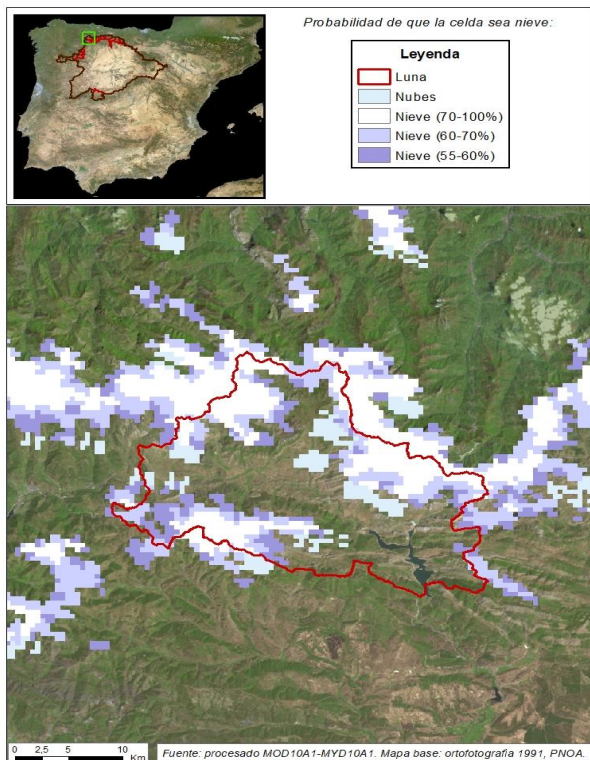 Probabilidad de que la celda sea nieve:
Leyenda
Luna
Nubes
Nieve (70-100%)
Nieve (60-70%)
Nieve (55-60%)
0 2,5 5 10
Km
Fuente: procesado MOD10A1-MYD10A1. Mapa base: ortofotografía 1991, PNOA.